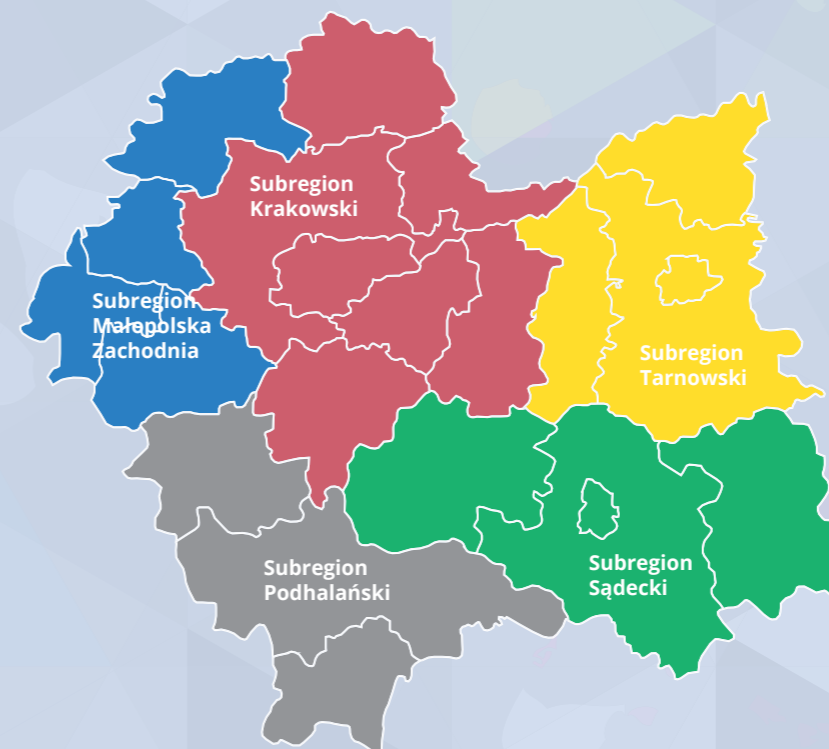 Subregion
Krakowski
Subregion
Małopolska
Zachodnia
Subregion
Tarnowski
Subregion
Podhalański
Subregion
Sądecki